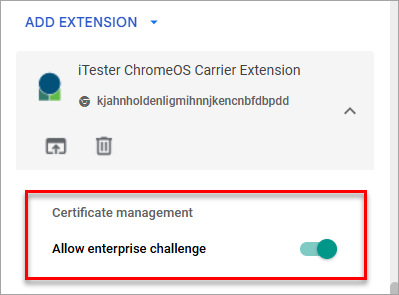 ADD EXTENSION
iTester ChromeOS Carrier Extension
kjahnholdenligmihnnjkencnbfdbpdd
Certificate management
Allow enterprise challenge